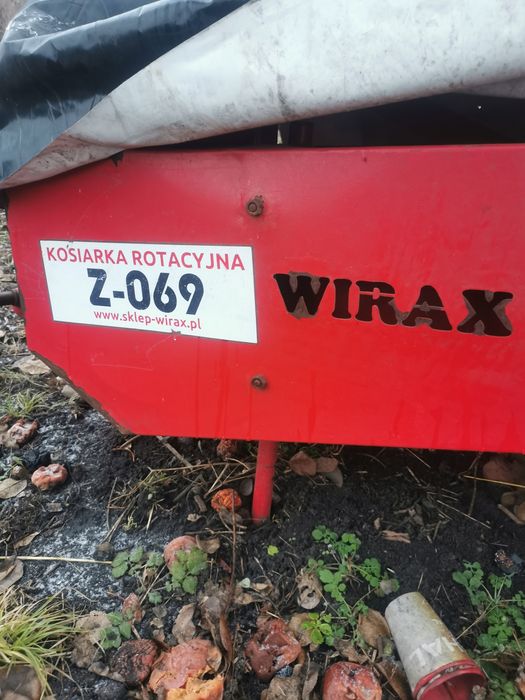 KOSIARKA ROTACYJNA
Z-069
www.sklep-wirax.pl
WIRAX